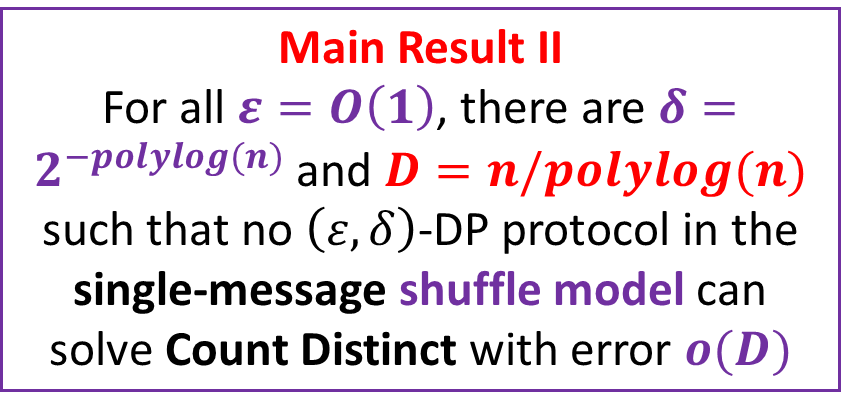 Main Result II
For all ε = O(1), there are δ =
2^{-polylog(n)} and D = n/polylog(n)
such that no (ε, δ)-DP protocol in the
single-message shuffle model can
solve Count Distinct with error o(D)